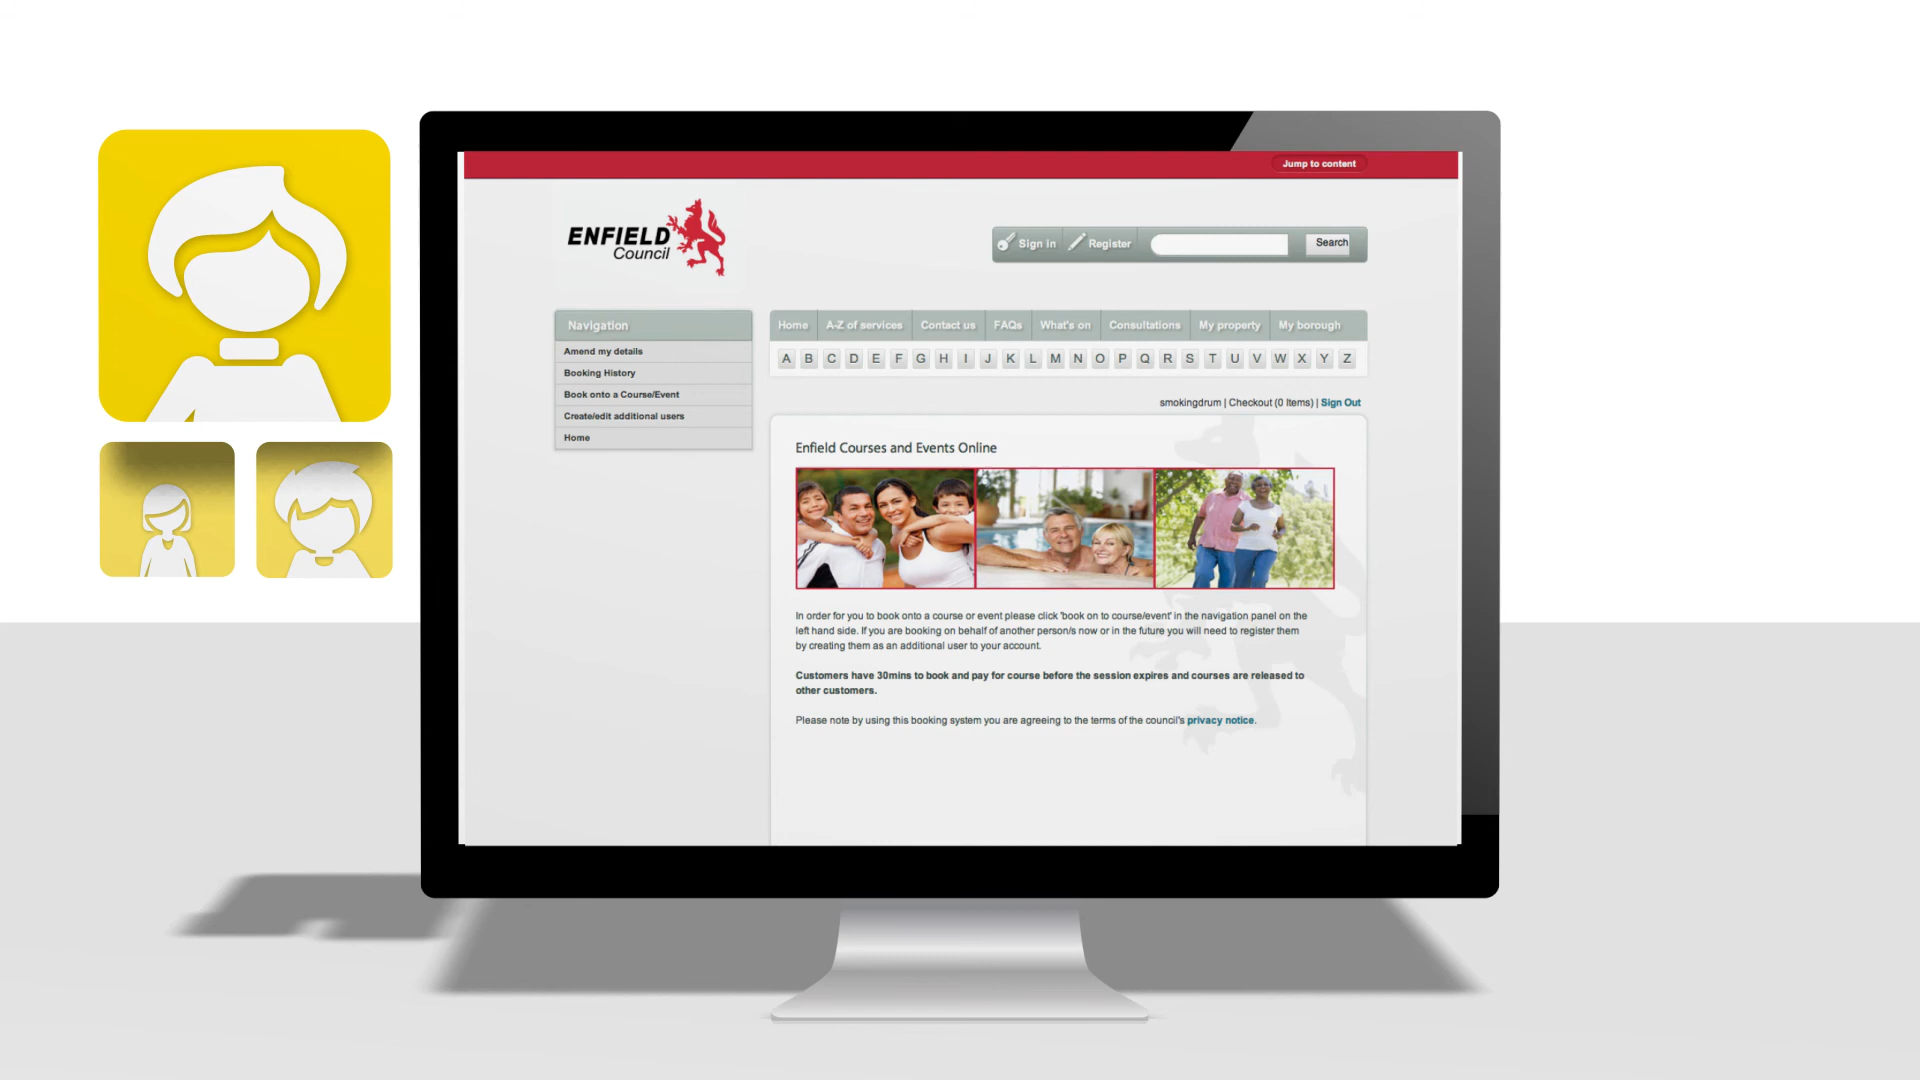 Jump to content
ENFIELD
Council
Sign in Register Search
Navigation
Amend my details
Booking History
Book onto a Course/Event
Create/edit additional users
Home
Home A-Z of services Contact us FAQs What's on Consultations My property My borough
A B C D E F G H I J K L M N O P Q R S T U V W X Y Z
smokingdrum | Checkout (0 Items) | Sign Out
Enfield Courses and Events Online
In order for you to book onto a course or event please click 'book on to course/event' in the navigation panel on the
left hand side. If you are booking on behalf of another person/s now or in the future you will need to register them
by creating them as an additional user to your account.
Customers have 30mins to book and pay for course before the session expires and courses are released to
other customers.
Please note by using this booking system you are agreeing to the terms of the council's privacy notice.